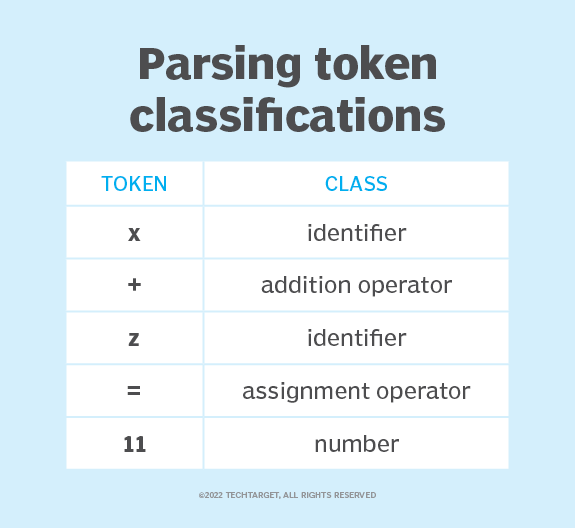 Parsing token
classifications
TOKEN CLASS
x identifier
+ addition operator
z identifier
= assignment operator
11 number
©2022 TECHTARGET, ALL RIGHTS RESERVED